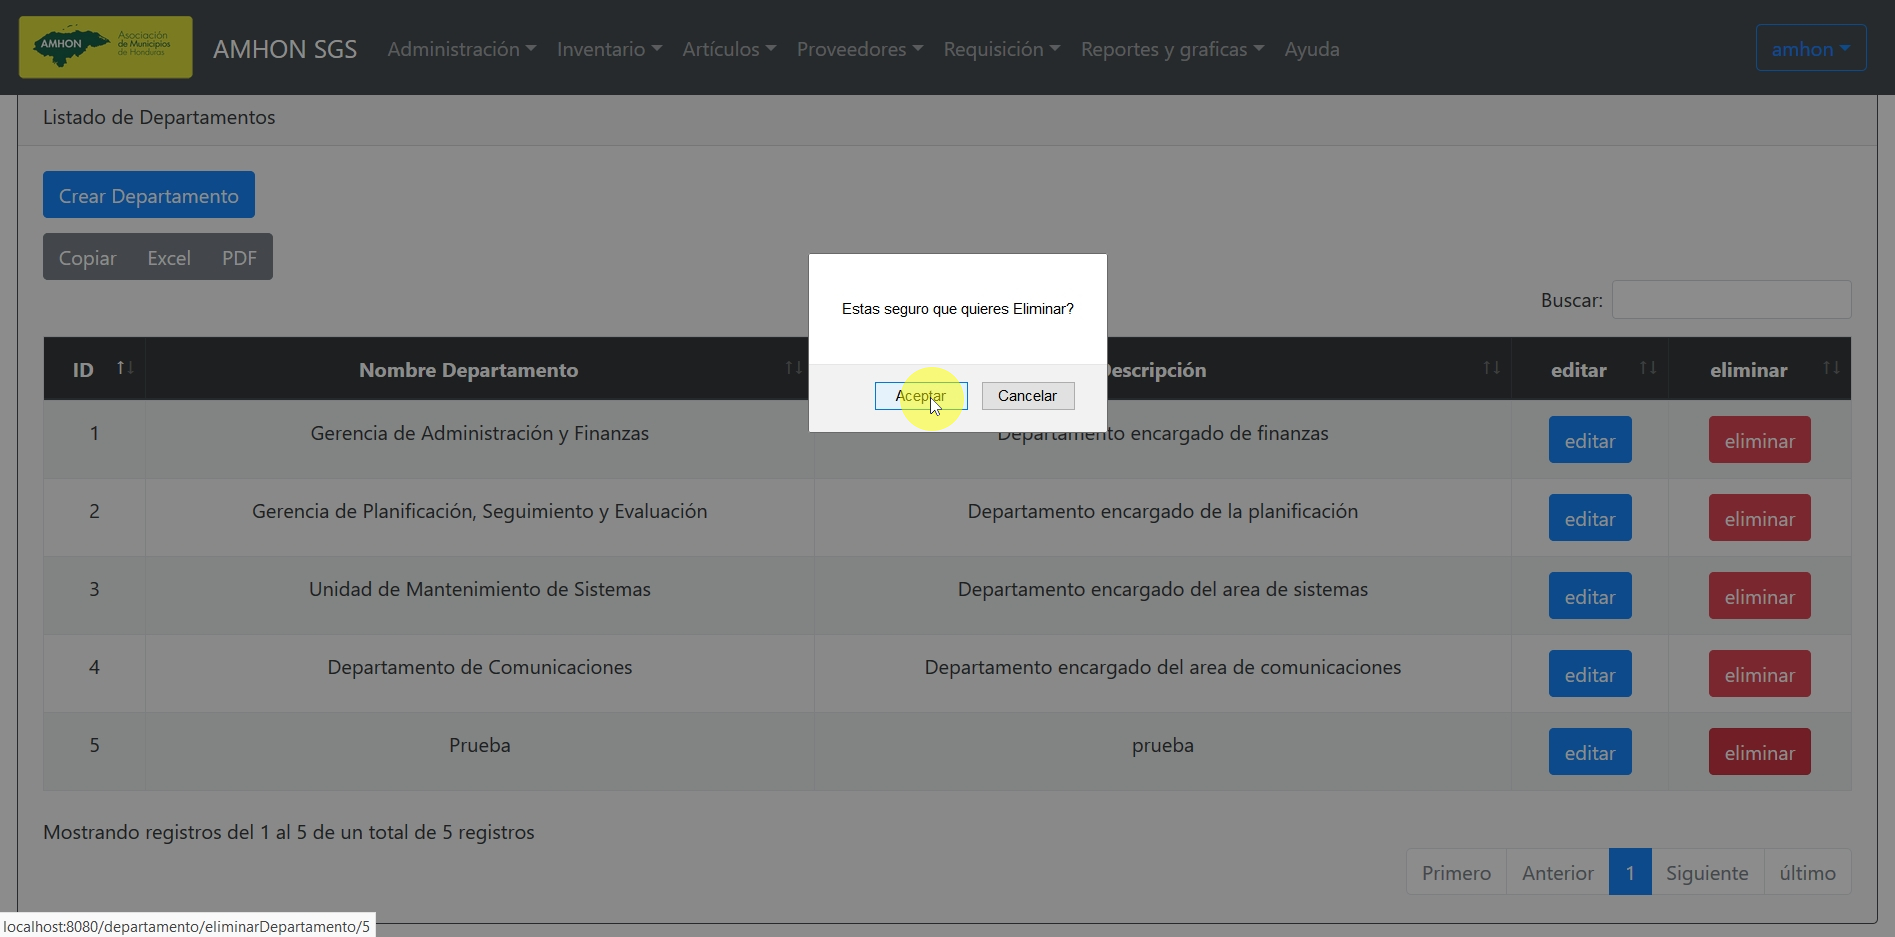 AMHON
Asociación
de Municipios
de Honduras
AMHON SGS
Administración
Inventario
Artículos
Proveedores
Requisición
Reportes y graficas
Ayuda
amhon
Listado de Departamentos
Crear Departamento
Copiar Excel PDF
Buscar:
Estas seguro que quieres Eliminar?
Aceptar Cancelar
ID Nombre Departamento Descripción editar eliminar
1 Gerencia de Administración y Finanzas Departamento encargado de finanzas editar eliminar
2 Gerencia de Planificación, Seguimiento y Evaluación Departamento encargado de la planificación editar eliminar
3 Unidad de Mantenimiento de Sistemas Departamento encargado del area de sistemas editar eliminar
4 Departamento de Comunicaciones Departamento encargado del area de comunicaciones editar eliminar
5 Prueba prueba editar eliminar
Mostrando registros del 1 al 5 de un total de 5 registros
Primero Anterior 1 Siguiente último
localhost:8080/departamento/eliminarDepartamento/5